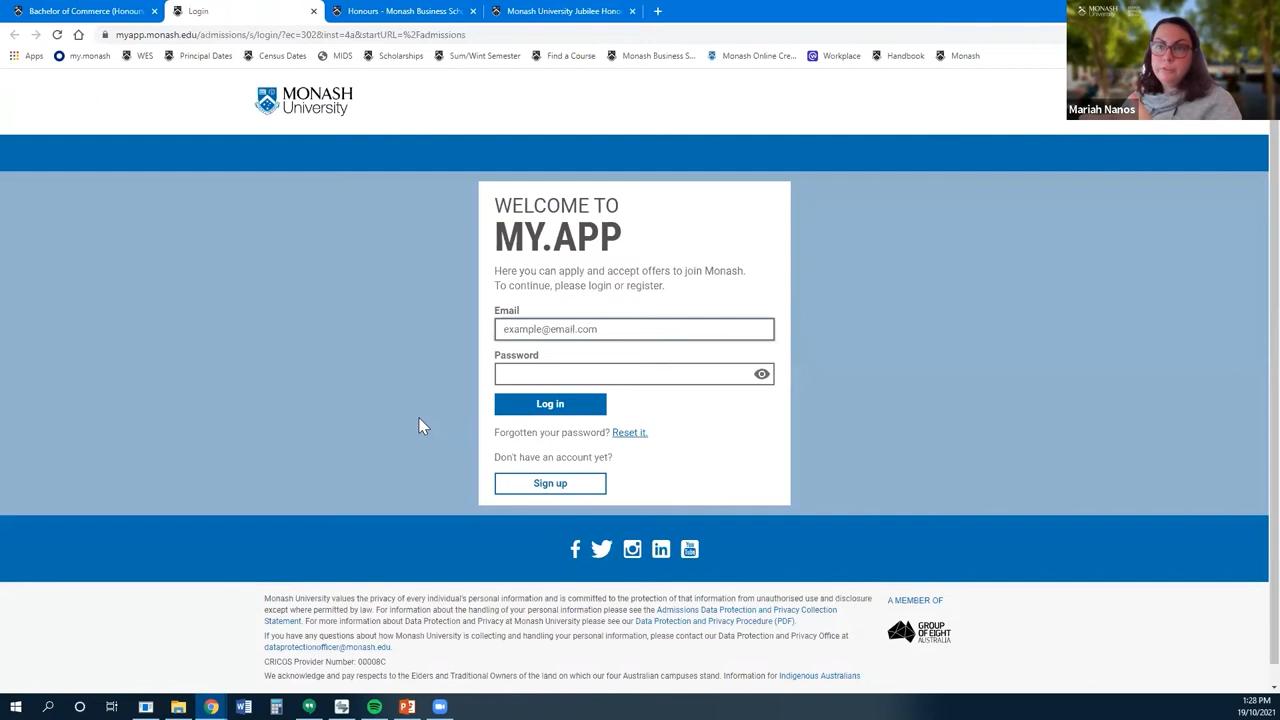 Bachelor of Commerce (Honours
Login
Honours - Monash Business Sch
Monash University Jubilee Hono
myapp.monash.edu/admissions/s/login/?ec=302&inst=4a&startURL=%2Fadmissions
Apps
my.monash
WES
Principal Dates
Census Dates
MIDS
Scholarships
Sum/Wint Semester
Find a Course
Monash Business S...
Monash Online Cre...
Workplace
Handbook
Monash
MONASH University
Mariah Nanos
MONASH
University
WELCOME TO
MY.APP
Here you can apply and accept offers to join Monash.
To continue, please login or register.
Email
example@email.com
Password
Log in
Forgotten your password? Reset it.
Don't have an account yet?
Sign up
Monash University values the privacy of every individual's personal information and is committed to the protection of that information from unauthorised use and disclosure
except where permitted by law. For information about the handling of your personal information please see the Admissions Data Protection and Privacy Collection
Statement. For more information about Data Protection and Privacy at Monash University please see our Data Protection and Privacy Procedure (PDF).
If you have any questions about how Monash University is collecting and handling your personal information, please contact our Data Protection and Privacy Office at
dataprotectionofficer@monash.edu.
CRICOS Provider Number: 00008C
We acknowledge and pay respects to the Elders and Traditional Owners of the land on which our four Australian campuses stand. Information for Indigenous Australians
A MEMBER OF
GROUP
OF EIGHT
AUSTRALIA
1:28 PM
19/10/2021